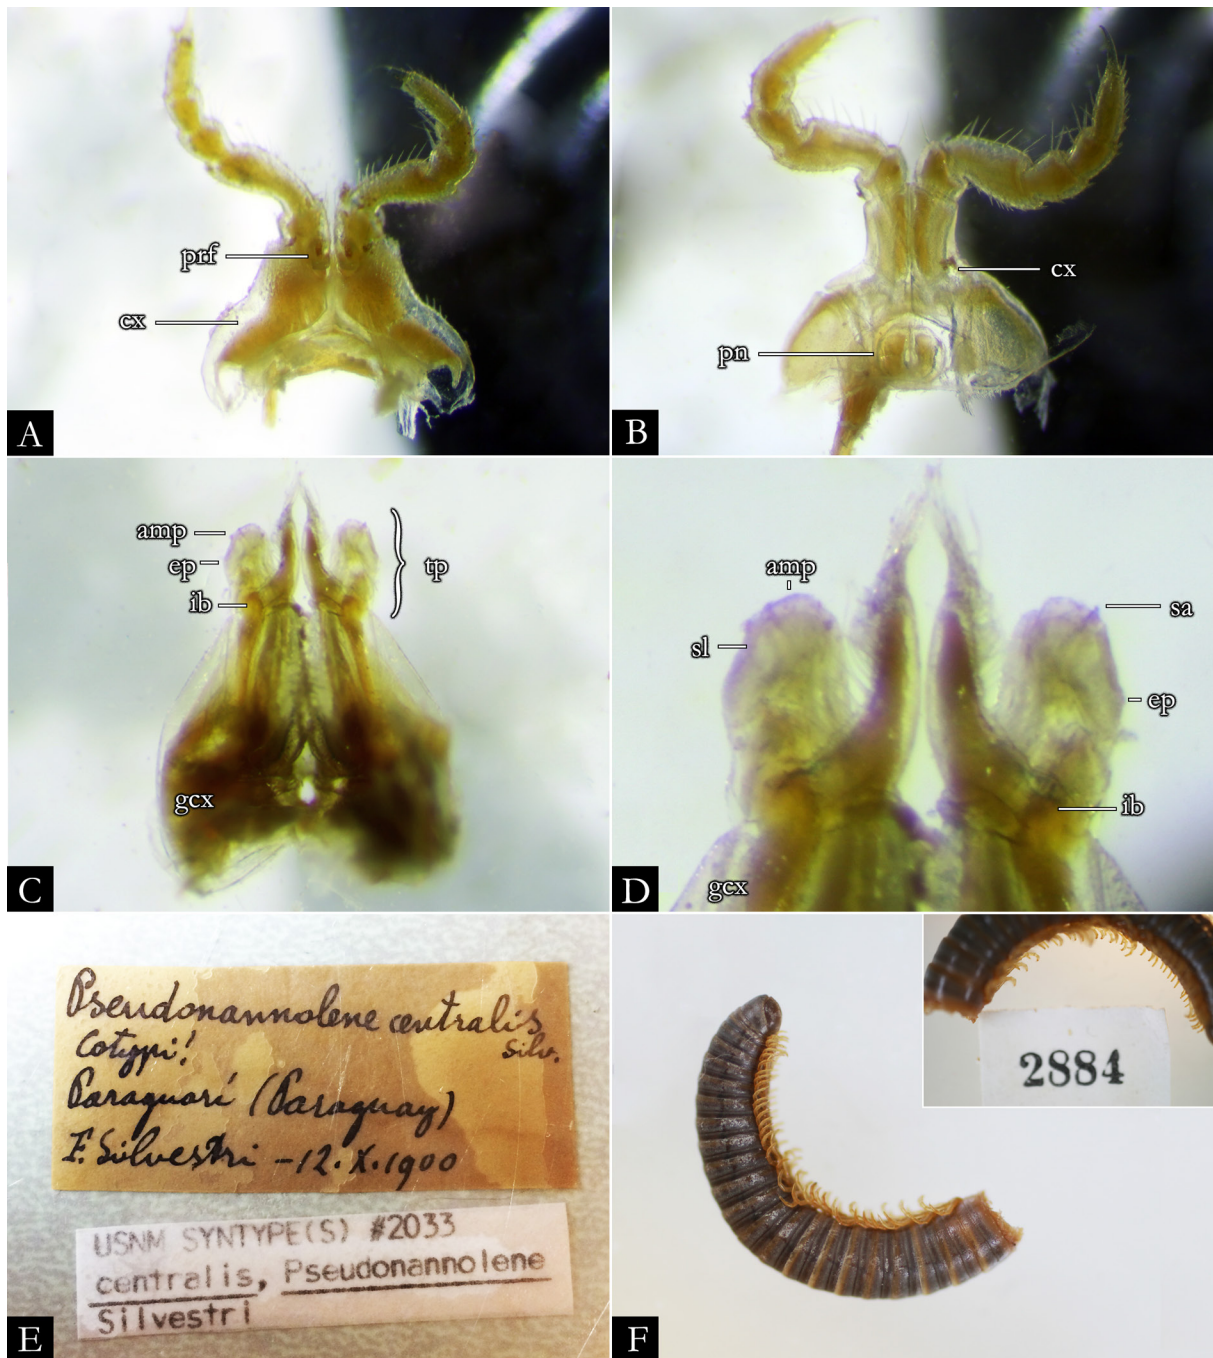 prf
cx
A
cx
pn
B
amp
ep
ib
tp
gcx
C
amp
sl
sa
ep
ib
gcx
D
Pseudonannolene centralis
Silv.
Cotypi!
Paraguarí (Paraguay)
F. Silvestri - 12. X. 1900
USNM SYNTYPE(S) #2033
centralis, Pseudonannolene
Silvestri
E
2884
F